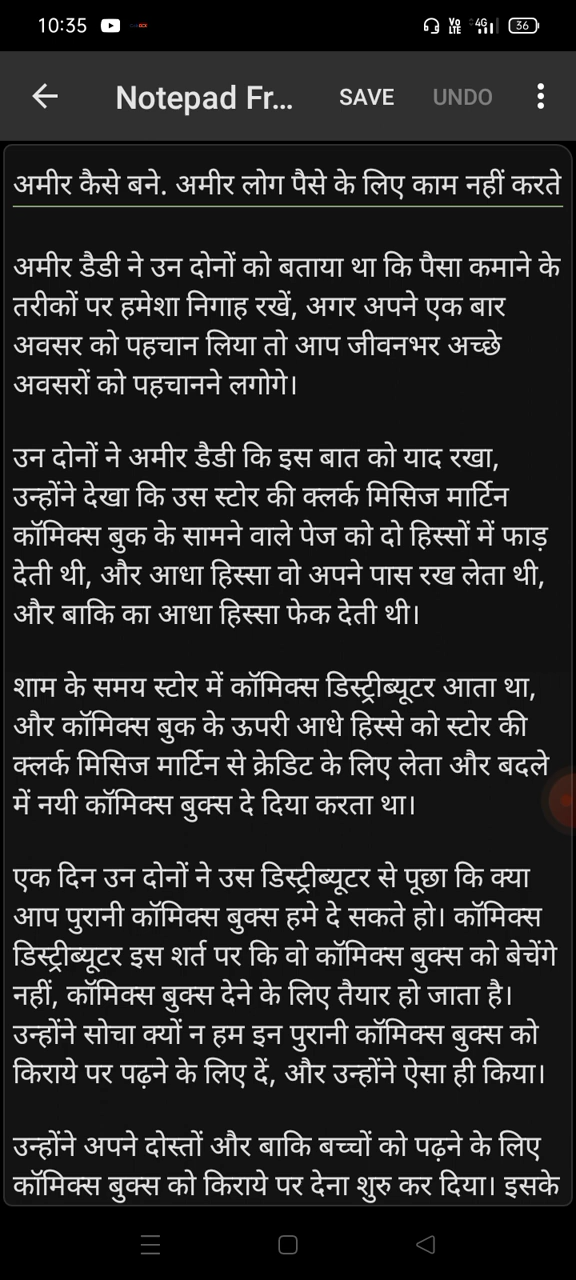 10:35
Vo LTE
4G
36
Notepad Fr...
SAVE
UNDO
अमीर कैसे बने. अमीर लोग पैसे के लिए काम नहीं करते
अमीर डैडी ने उन दोनों को बताया था कि पैसा कमाने के
तरीकों पर हमेशा निगाह रखें, अगर अपने एक बार
अवसर को पहचान लिया तो आप जीवनभर अच्छे
अवसरों को पहचानने लगोगे।
उन दोनों ने अमीर डैडी कि इस बात को याद रखा,
उन्होंने देखा कि उस स्टोर की क्लर्क मिसिज मार्टिन
कॉमिक्स बुक के सामने वाले पेज को दो हिस्सों में फाड़
देती थी, और आधा हिस्सा वो अपने पास रख लेता थी,
और बाकि का आधा हिस्सा फेक देती थी।
शाम के समय स्टोर में कॉमिक्स डिस्ट्रीब्यूटर आता था,
और कॉमिक्स बुक के ऊपरी आधे हिस्से को स्टोर की
क्लर्क मिसिज मार्टिन से क्रेडिट के लिए लेता और बदले
में नयी कॉमिक्स बुक्स दे दिया करता था।
एक दिन उन दोनों ने उस डिस्ट्रीब्यूटर से पूछा कि क्या
आप पुरानी कॉमिक्स बुक्स हमे दे सकते हो। कॉमिक्स
डिस्ट्रीब्यूटर इस शर्त पर कि वो कॉमिक्स बुक्स को बेचेंगे
नहीं, कॉमिक्स बुक्स देने के लिए तैयार हो जाता है।
उन्होंने सोचा क्यों न हम इन पुरानी कॉमिक्स बुक्स को
किराये पर पढ़ने के लिए दें, और उन्होंने ऐसा ही किया।
उन्होंने अपने दोस्तों और बाकि बच्चों को पढ़ने के लिए
कॉमिक्स बुक्स को किराये पर देना शुरु कर दिया। इसके